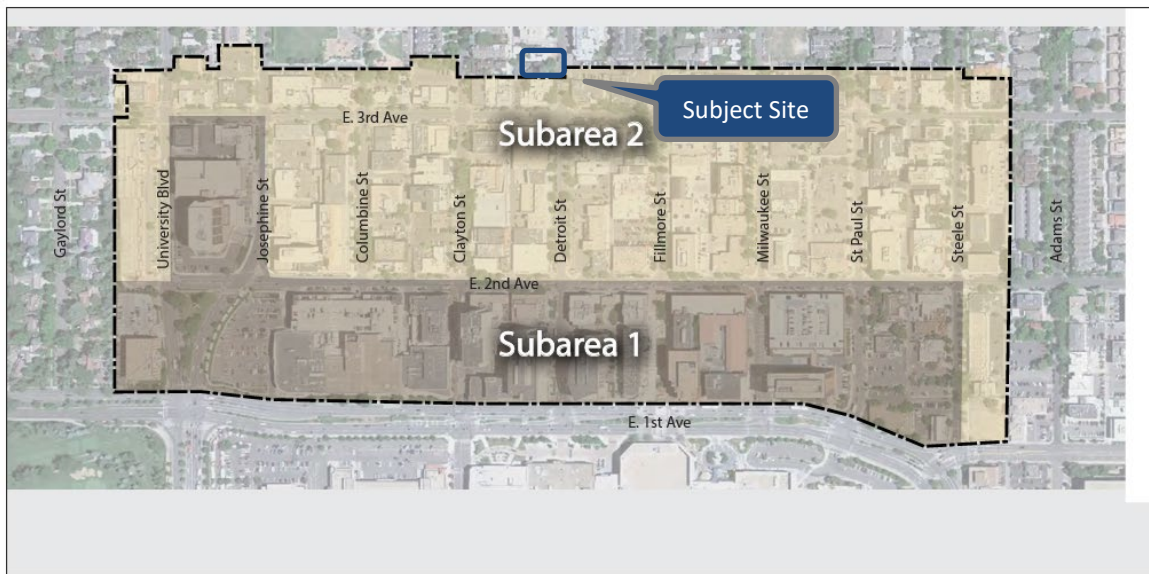 Subject Site
E. 3rd Ave
Subarea 2
Gaylord St
University Blvd
Josephine St
Columbine St
Clayton St
Detroit St
Fillmore St
Milwaukee St
St Paul St
Steele St
Adams St
E. 2nd Ave
Subarea 1
E. 1st Ave